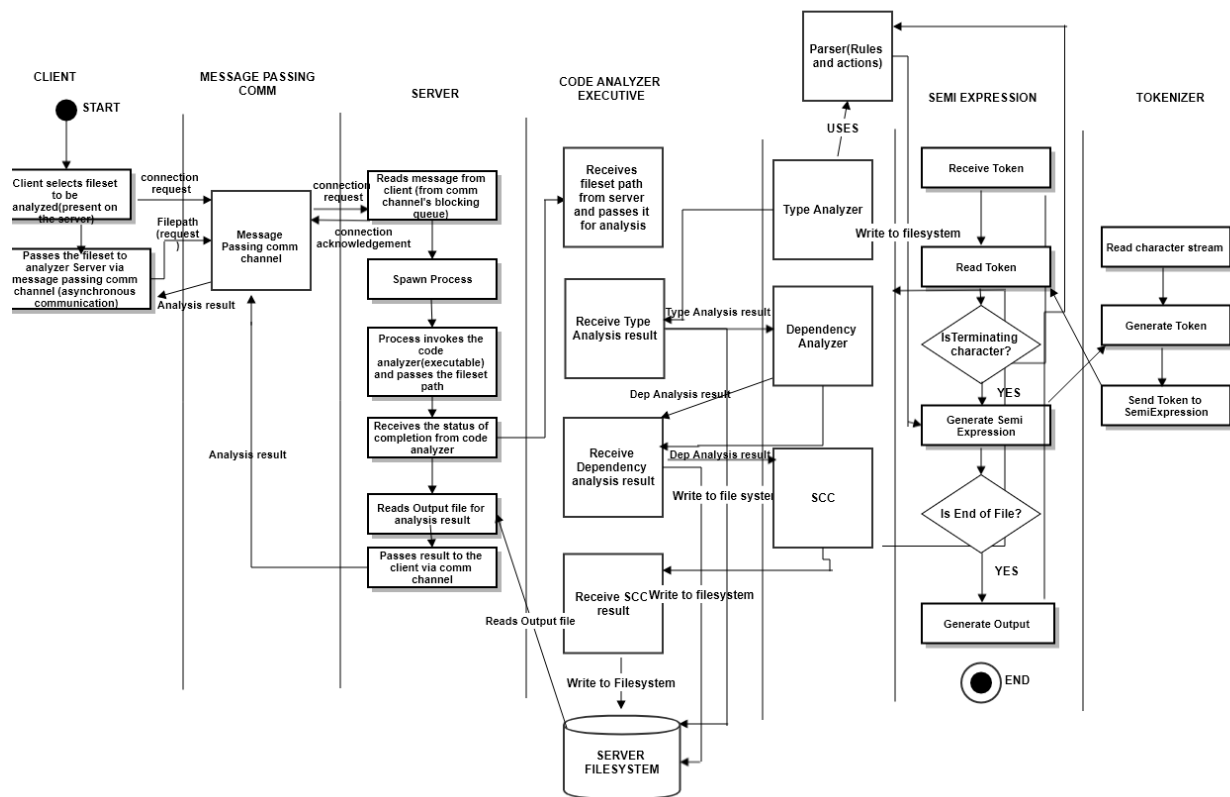 CLIENT
START
Client selects fileset
to be
analyzed(present on
the server)
Passes the fileset to
analyzer Server via
message passing comm
channel (asynchronous
communication)
MESSAGE PASSING
COMM
connection
request
Filepath
(request
)
Message
Passing comm
channel
Analysis result
Analysis result
SERVER
connection
request
Reads message from
client (from comm
channel's blocking
queue)
connection
acknowledgement
Spawn Process
Process invokes the
code
analyzer(executable)
and passes the fileset
path
Receives the status of
completion from code
analyzer
Reads Output file for
analysis result
Passes result to the
client via comm
channel
Reads Output file
CODE ANALYZER
EXECUTIVE
Receives
fileset path
from server
and passes it
for analysis
Receive Type
Analysis result
Type Analysis result
Dep Analysis result
Receive
Dependency
analysis result
Dep Analysis result
Write to file system
Receive SCC
result
Write to filesystem
Write to Filesystem
SERVER
FILESYSTEM
Parser(Rules
and actions)
USES
Type Analyzer
Dependency
Analyzer
SCC
SEMI EXPRESSION
Receive Token
Write to filesystem
Read Token
IsTerminating
character?
YES
Generate Semi
Expression
Is End of File?
YES
Generate Output
END
TOKENIZER
Read character stream
Generate Token
Send Token to
SemiExpression